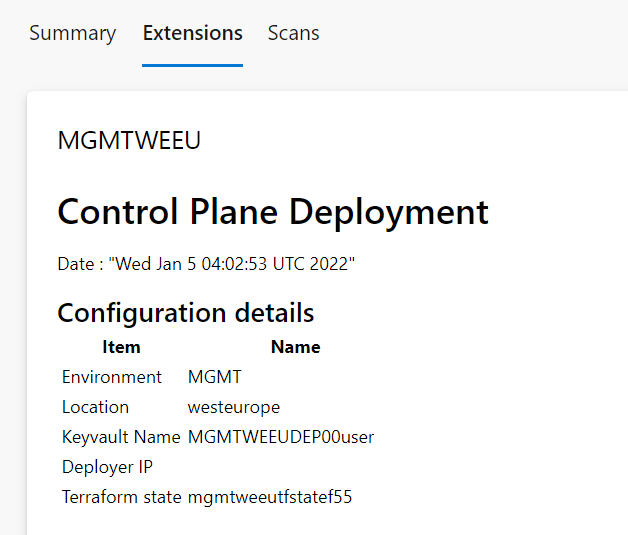 Summary Extensions Scans
MGMTWEEU
Control Plane Deployment
Date : "Wed Jan 5 04:02:53 UTC 2022"
Configuration details
Item Name
Environment MGMT
Location westeurope
Keyvault Name MGMTWEEUDEP00user
Deployer IP
Terraform state mgmtweeutfstatef55